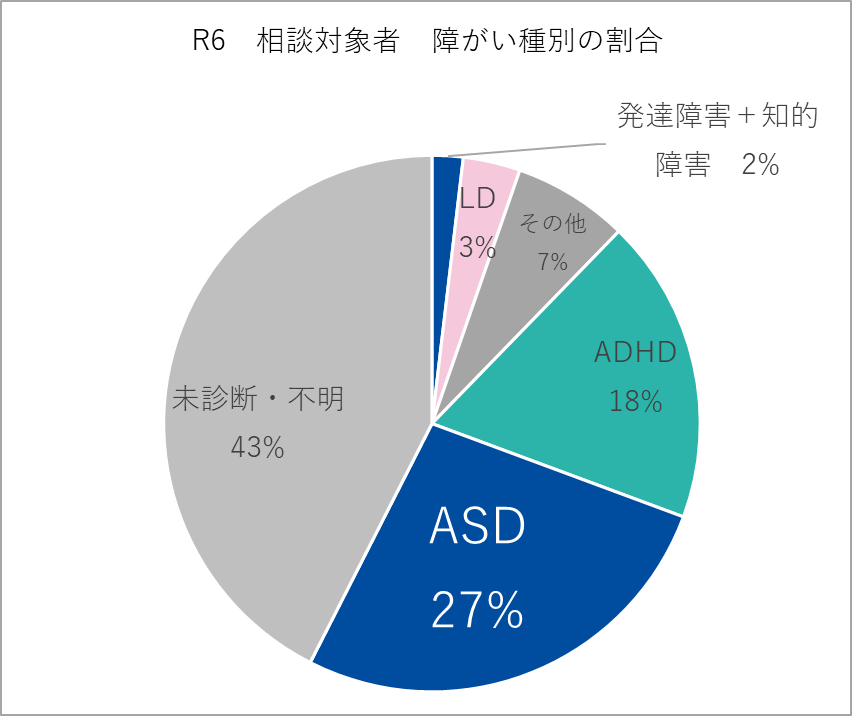 R6　相談対象者　障がい種別の割合
発達障害＋知的
障害　2%
LD
3%
その他
7%
ADHD
18%
未診断・不明
43%
ASD
27%